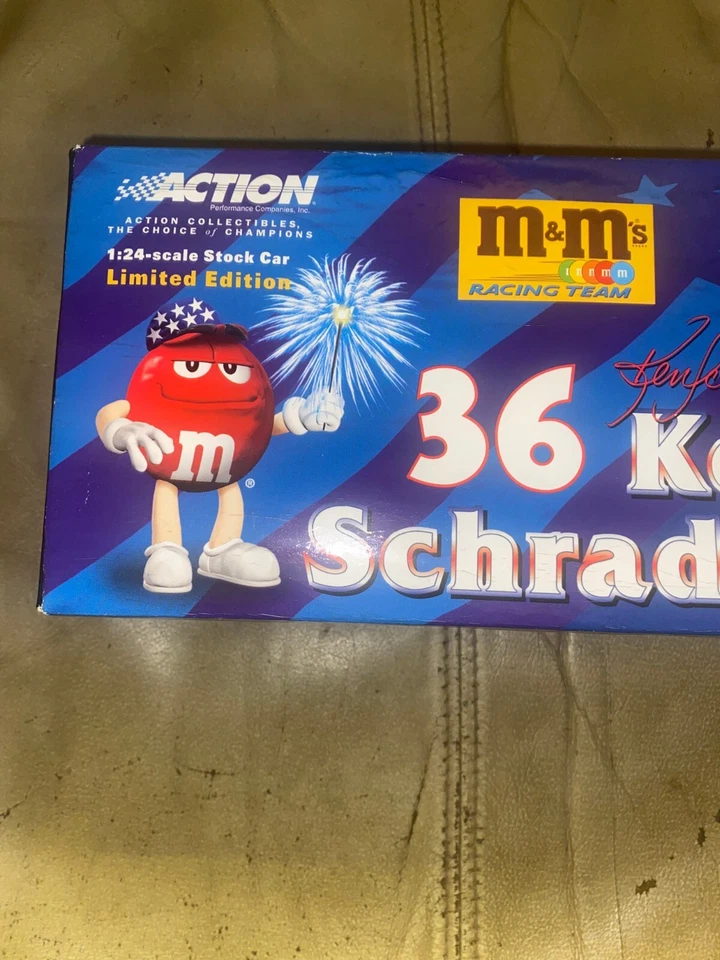 ACTION
Performance Companies, Inc.
ACTION COLLECTIBLES,
THE CHOICE of CHAMPIONS
1:24-scale Stock Car
Limited Edition
m&m's
m m m m
RACING TEAM
m
®
36
Schrad